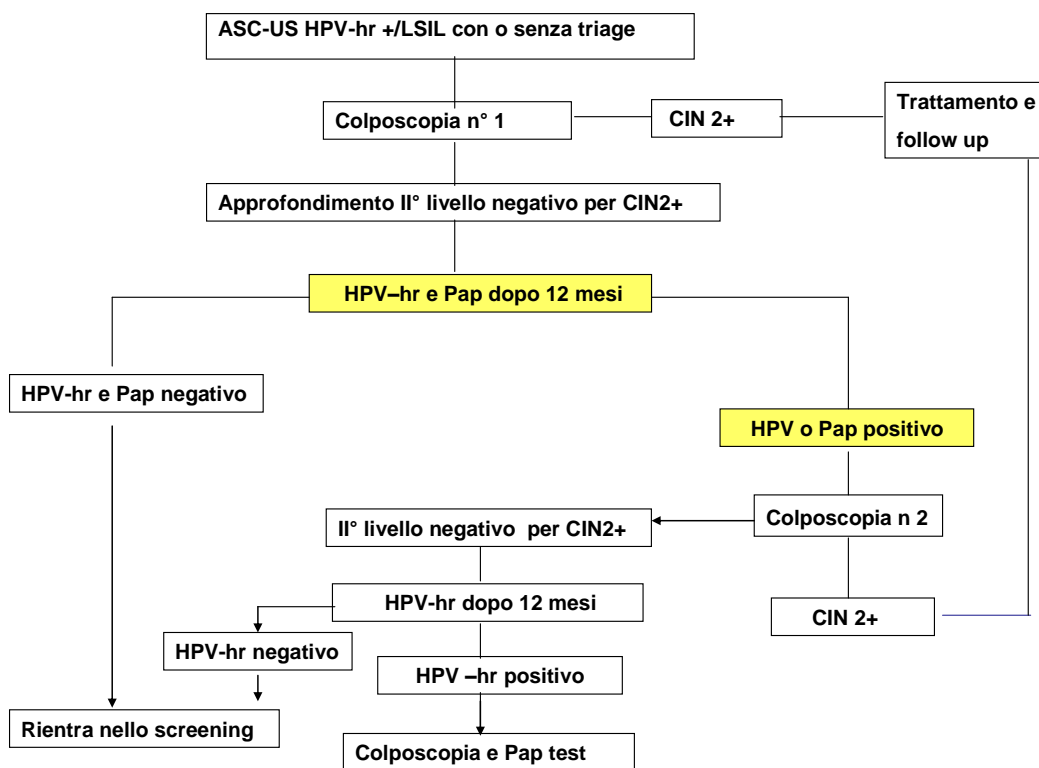 ASC-US HPV-hr +/LSIL con o senza triage
Colposcopia n° 1
CIN 2+
Trattamento e
follow up
Approfondimento II° livello negativo per CIN2+
HPV–hr e Pap dopo 12 mesi
HPV-hr e Pap negativo
HPV o Pap positivo
Colposcopia n 2
II° livello negativo  per CIN2+
HPV-hr dopo 12 mesi
CIN 2+
HPV-hr negativo
HPV –hr positivo
Rientra nello screening
Colposcopia e Pap test